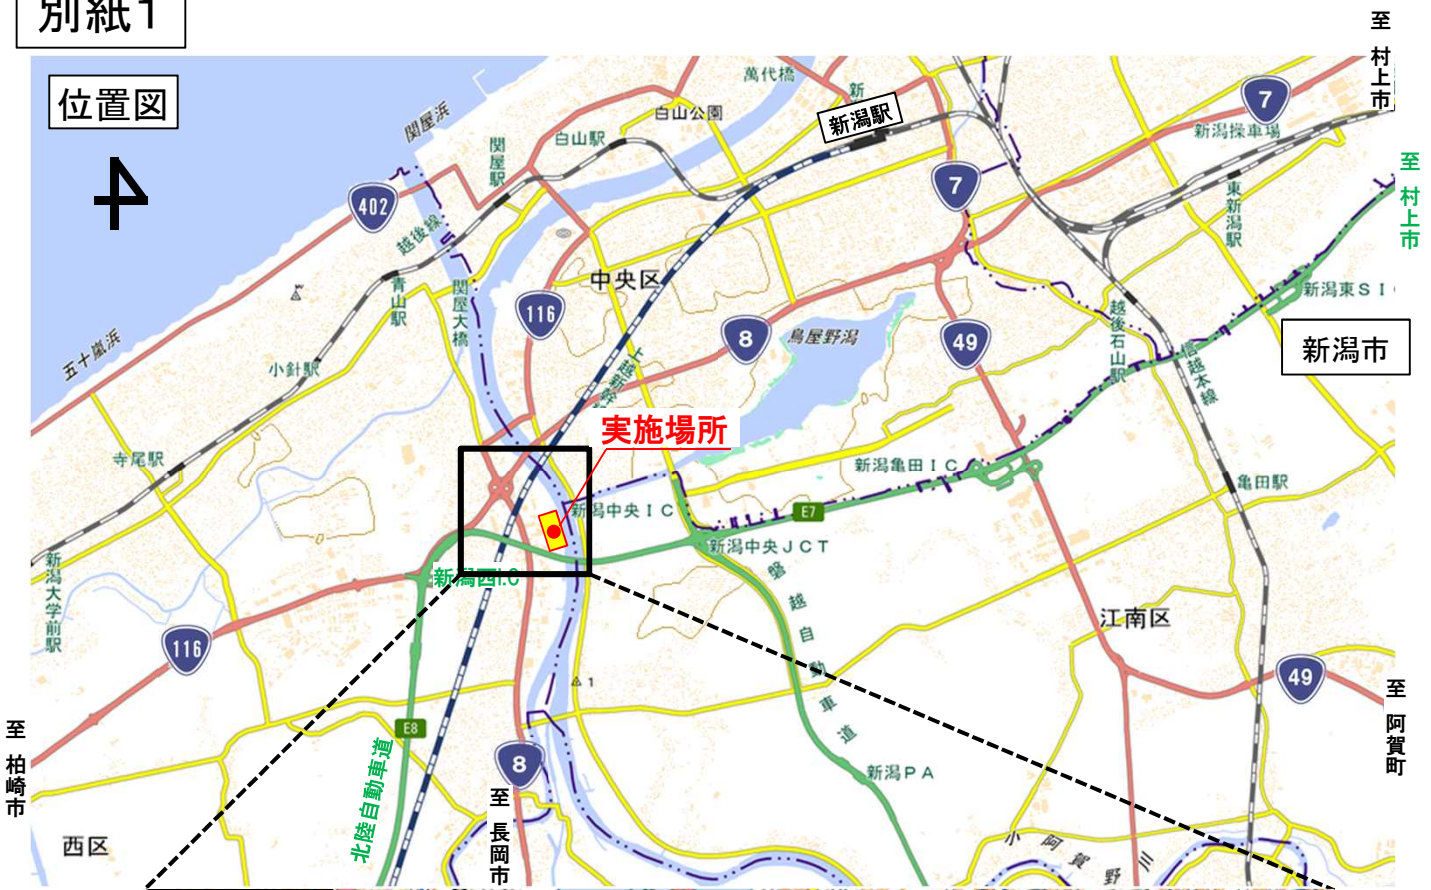 別紙1
至 村上市
位置図
萬代橋
新
白山公園
新潟駅
7
関屋浜
白山駅
新潟操車場
関屋駅
至 村上市
7
東新潟駅
402
越後線
中央区
青山駅
関屋大橋
新潟東SI
116
越後石山駅
8
鳥屋野潟
49
新潟市
五十嵐浜
小針駅
上越新幹
信越本線
実施場所
寺尾駅
新潟亀田IC
亀田駅
新潟中央IC
E7
新潟大学前駅
新潟中央JCT
新潟西I.C
磐越自動車道
江南区
116
49
1
至 阿賀町
至 柏崎市
E8
北陸自動車道
8
新潟PA
至 長岡市
西区
小阿賀野